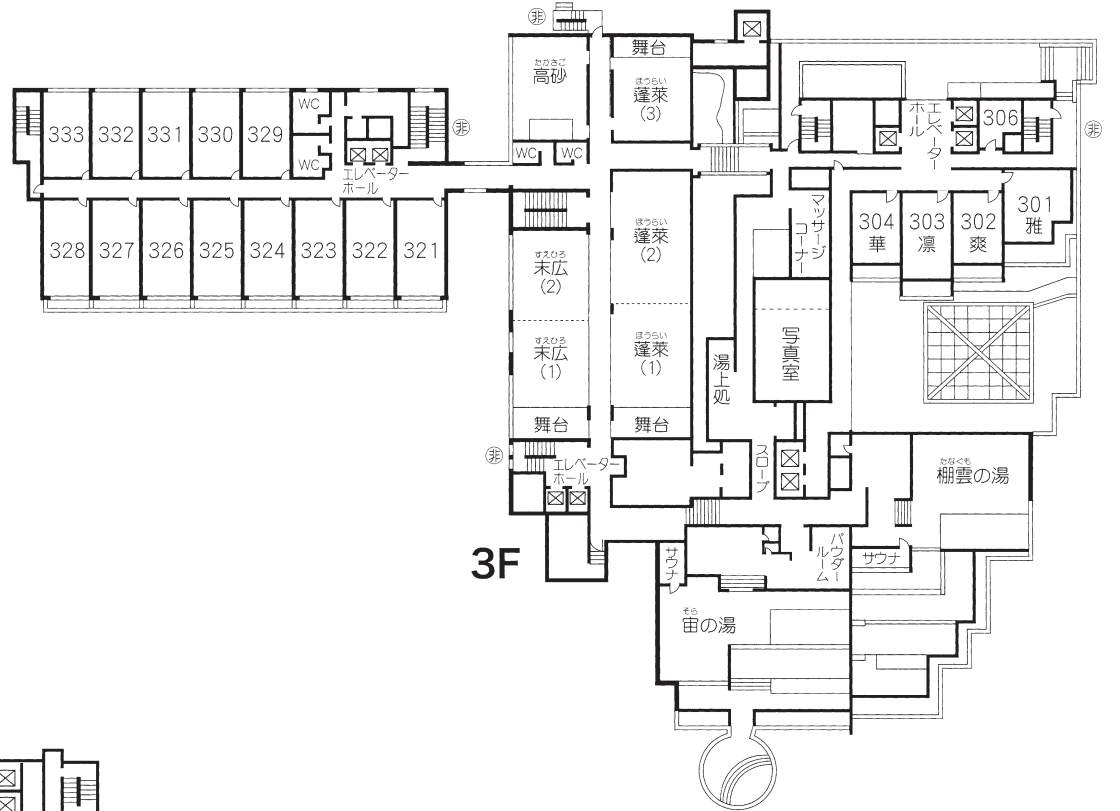 非
たかさご
高砂
舞台
ほうらい
蓬萊
(3)
333
332
331
330
329
WC
WC
非
エレベーター
ホール
WC
WC
エレベーター
ホール
306
非
328
327
326
325
324
323
322
321
すえひろ
末広
(2)
すえひろ
末広
(1)
舞台
ほうらい
蓬萊
(2)
ほうらい
蓬萊
(1)
舞台
マッサージ
コーナー
304
華
303
凛
302
爽
301
雅
写真室
湯上処
非
エレベーター
ホール
スロープ
たなぐも
棚雲の湯
3F
サウナ
パウダー
ルーム
サウナ
そら
宙の湯